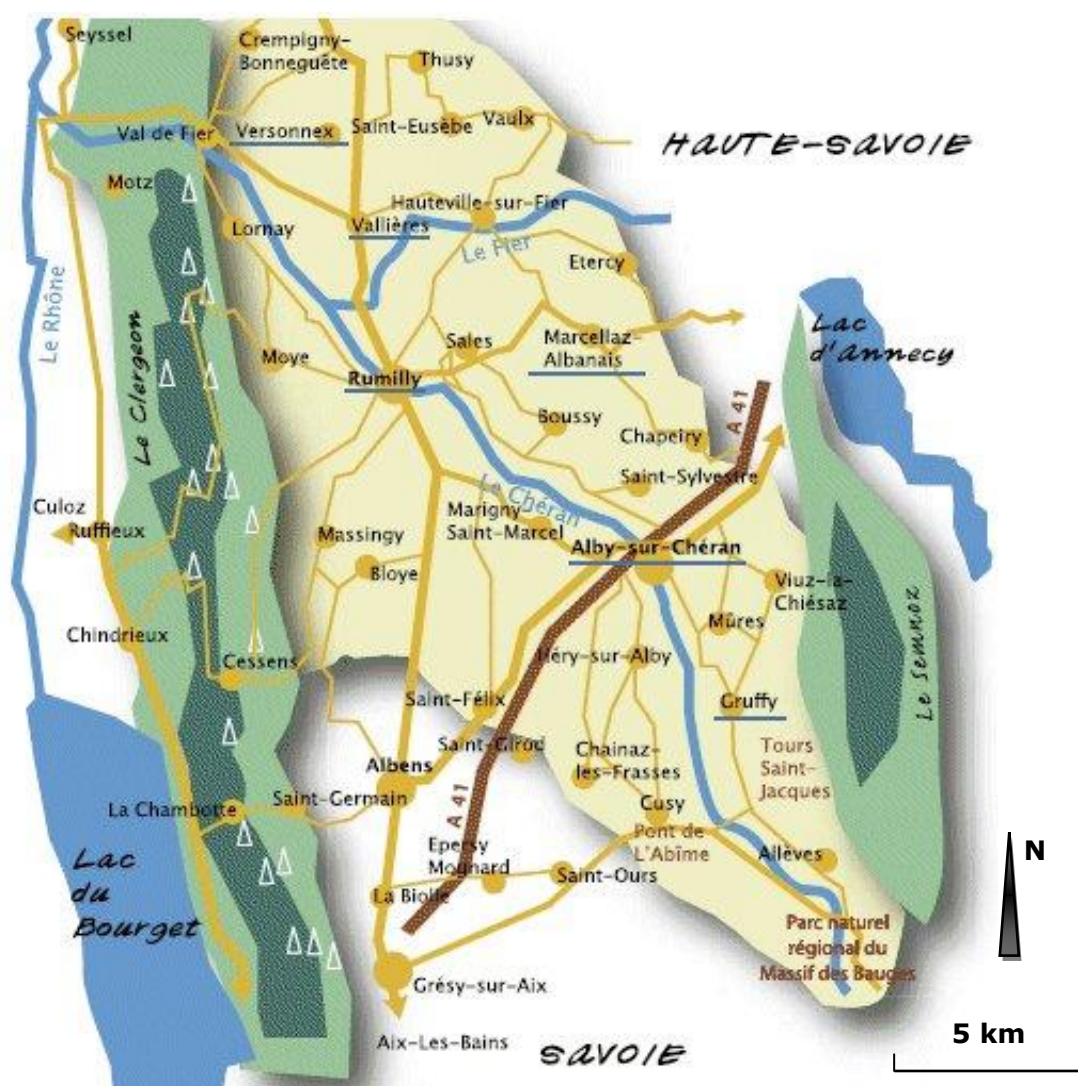 Seyssel
Crempigny-
Bonneguête
Thusy
Val de Fier
Versonnex
Saint-Eusèbe
Vaulx
HAUTE-SAVOIE
Motz
Lornay
Hauteville-sur-Fier
Vallières
Le Fier
Etercy
Le Rhône
Le Clergeon
Moye
Sales
Marcellaz-
Albanais
Lac
d'Annecy
Rumilly
Boussy
A 41
Chapeiry
Saint-Sylvestre
Culoz
Ruffieux
Massingy
Bloye
Marigny
Saint-Marcel
Le Chéran
Alby-sur-Chéran
Viuz-la-
Chiésaz
Mûres
Le Semnoz
Chindrieux
Cessens
Héry-sur-Alby
Saint-Félix
Gruffy
Saint-Girod
Albens
Chainaz-
les-Frasses
Tours
Saint-
Jacques
La Chambotte
Saint-Germain
A 41
Cusy
Pont de
L'Abîme
Lac
du
Bourget
Epersy
Mognard
La Biolle
Saint-Ours
Allèves
N
Parc naturel
régional du
Massif des Bauges
Grésy-sur-Aix
Aix-Les-Bains
SAVOIE
5 km